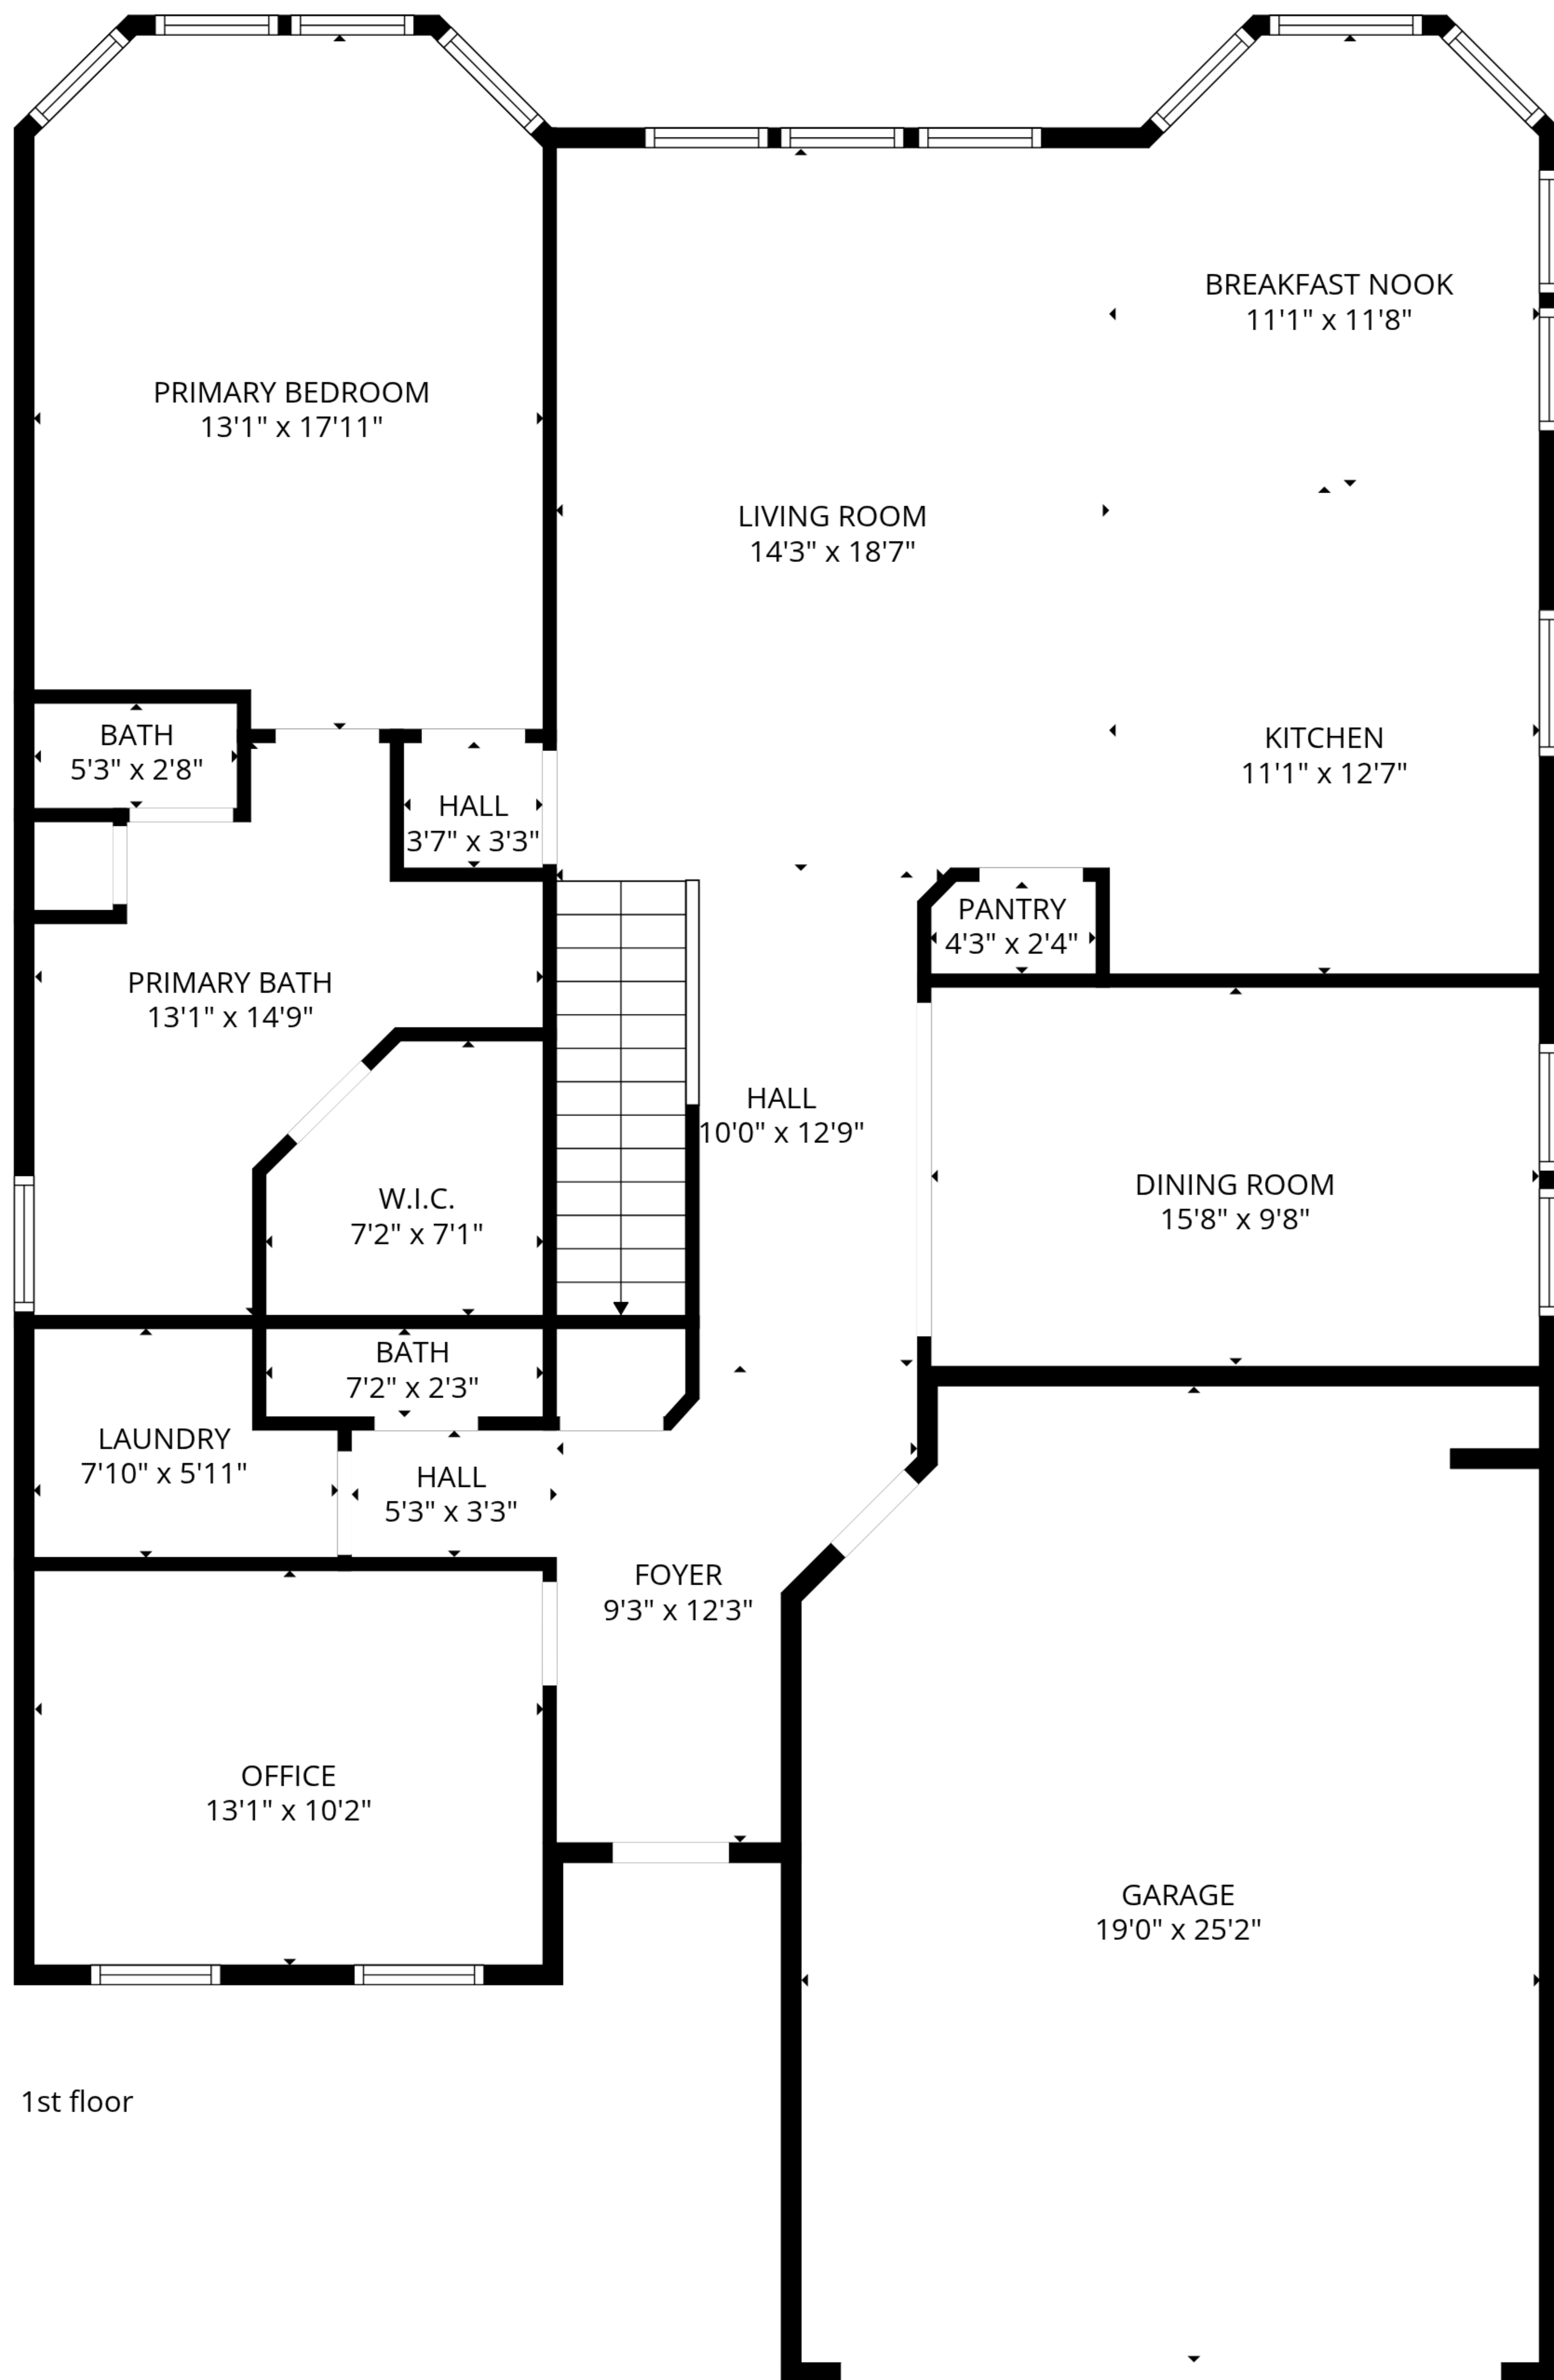 BREAKFAST NOOK
11'1" x 11'8"
PRIMARY BEDROOM
13'1" x 17'11"
LIVING ROOM
14'3" x 18'7"
BATH
5'3" x 2'8"
KITCHEN
11'1" x 12'7"
HALL
3'7" x 3'3"
PANTRY
4'3" x 2'4"
PRIMARY BATH
13'1" x 14'9"
HALL
10'0" x 12'9"
DINING ROOM
15'8" x 9'8"
W.I.C.
7'2" x 7'1"
BATH
7'2" x 2'3"
LAUNDRY
7'10" x 5'11"
HALL
5'3" x 3'3"
FOYER
9'3" x 12'3"
OFFICE
13'1" x 10'2"
GARAGE
19'0" x 25'2"
1st floor